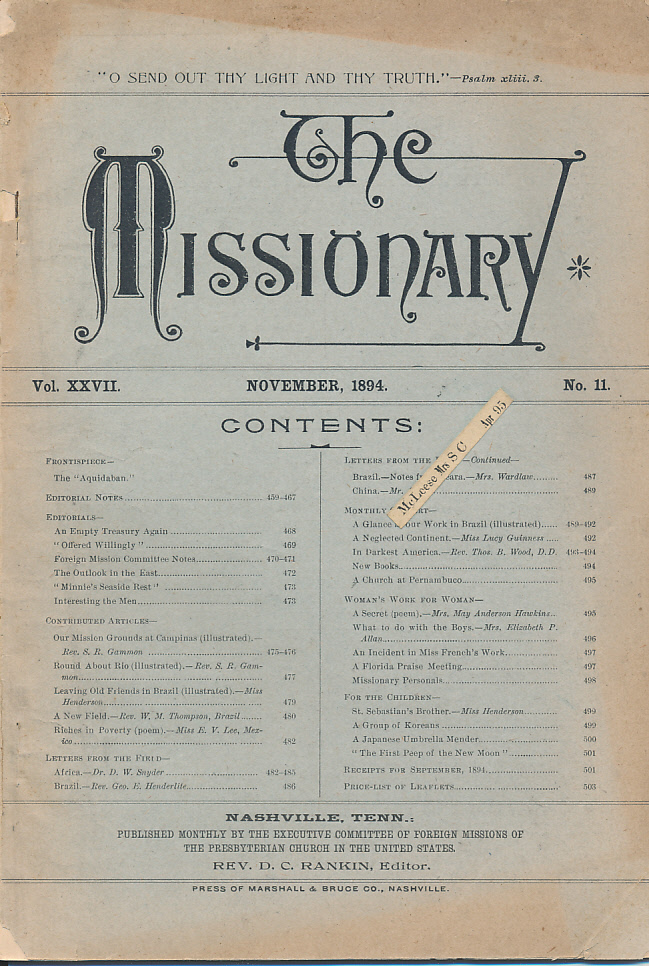 "O SEND OUT THY LIGHT AND THY TRUTH."—Psalm xliii. 3.
The
MISSIONARY
Vol. XXVII. NOVEMBER, 1894. No. 11.
CONTENTS:
FRONTISPIECE—
The "Aquidaban."
EDITORIAL NOTES 459-467
EDITORIALS—
An Empty Treasury Again 468
"Offered Willingly" 469
Foreign Mission Committee Notes 470-471
The Outlook in the East 472
"Minnie's Seaside Rest" 473
Interesting the Men 473
CONTRIBUTED ARTICLES—
Our Mission Grounds at Campinas (illustrated).—
Rev. S. R. Gammon 475-476
Round About Rio (illustrated).—Rev. S. R. Gam-
mon 477
Leaving Old Friends in Brazil (illustrated).—Miss
Henderson 479
A New Field.—Rev. W. M. Thompson, Brazil 480
Riches in Poverty (poem).—Miss E. V. Lee, Mex-
ico 482
LETTERS FROM THE FIELD—
Africa.—Dr. D. W. Snyder 482-485
Brazil.—Rev. Geo. E. Henderlite 486
LETTERS FROM THE —Continued—
Brazil.—Notes ara.—Mrs. Wardlaw 487
China.—Mr. 489
MONTHLY
A Glance our Work in Brazil (illustrated) 489-492
A Neglected Continent.—Miss Lucy Guinness 492
In Darkest America.—Rev. Thos. B. Wood, D.D. 493-494
New Books 494
A Church at Pernambuco 495
WOMAN'S WORK FOR WOMAN—
A Secret (poem).—Mrs. May Anderson Hawkins 495
What to do with the Boys.—Mrs. Elizabeth P.
Allan 496
An Incident in Miss French's Work 497
A Florida Praise Meeting 497
Missionary Personals 498
FOR THE CHILDREN—
St. Sebastian's Brother.—Miss Henderson 499
A Group of Koreans 499
A Japanese Umbrella Mender 500
"The First Peep of the New Moon" 501
RECEIPTS FOR SEPTEMBER, 1894 501
PRICE-LIST OF LEAFLETS 503
McLeese Mrs S C Apr 95
NASHVILLE, TENN.:
PUBLISHED MONTHLY BY THE EXECUTIVE COMMITTEE OF FOREIGN MISSIONS OF
THE PRESBYTERIAN CHURCH IN THE UNITED STATES.
REV. D. C. RANKIN, Editor.
PRESS OF MARSHALL & BRUCE CO., NASHVILLE.